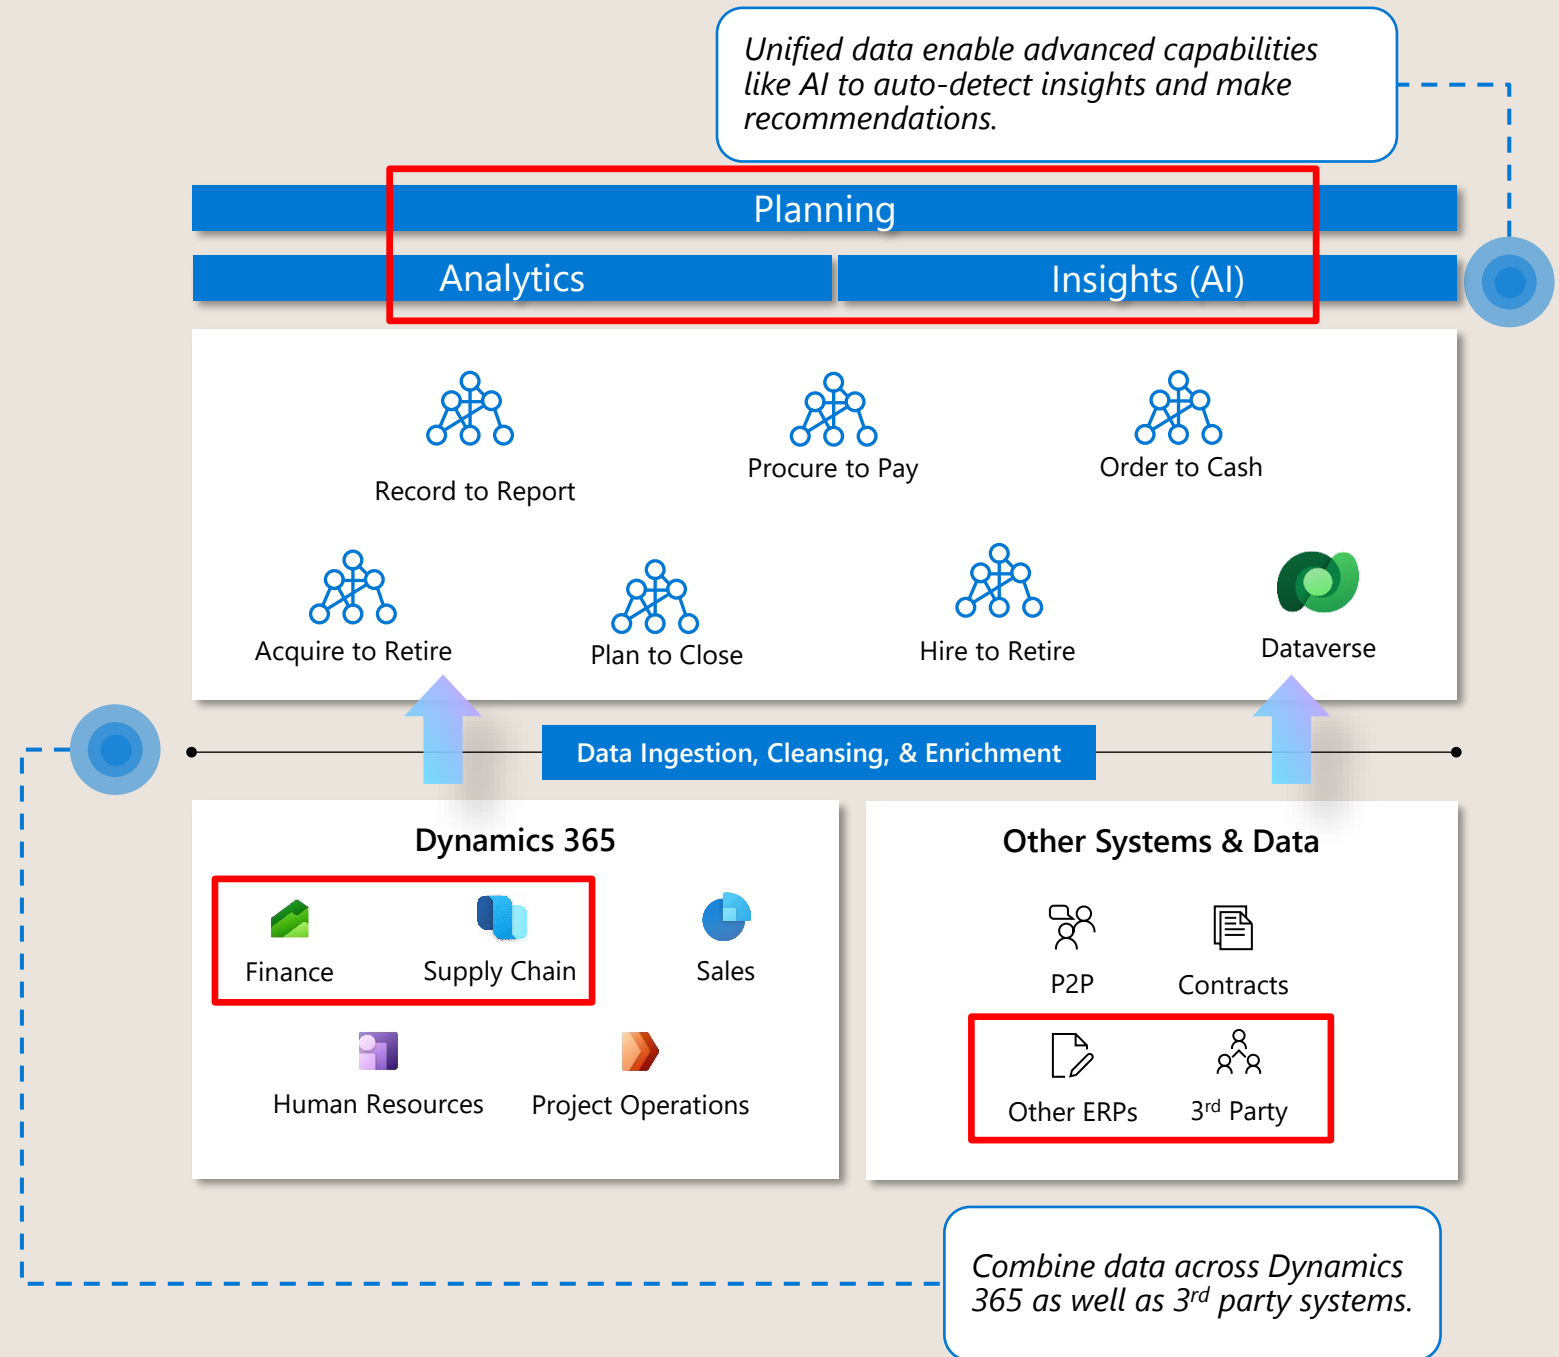 Unified data enable advanced capabilities
like AI to auto-detect insights and make
recommendations.
Planning
Analytics
Insights (AI)
Record to Report
Procure to Pay
Order to Cash
Acquire to Retire
Plan to Close
Hire to Retire
Dataverse
Data Ingestion, Cleansing, & Enrichment
Dynamics 365
Finance
Supply Chain
Sales
Human Resources
Project Operations
Other Systems & Data
P2P
Contracts
Other ERPs
3rd Party
Combine data across Dynamics
365 as well as 3rd party systems.